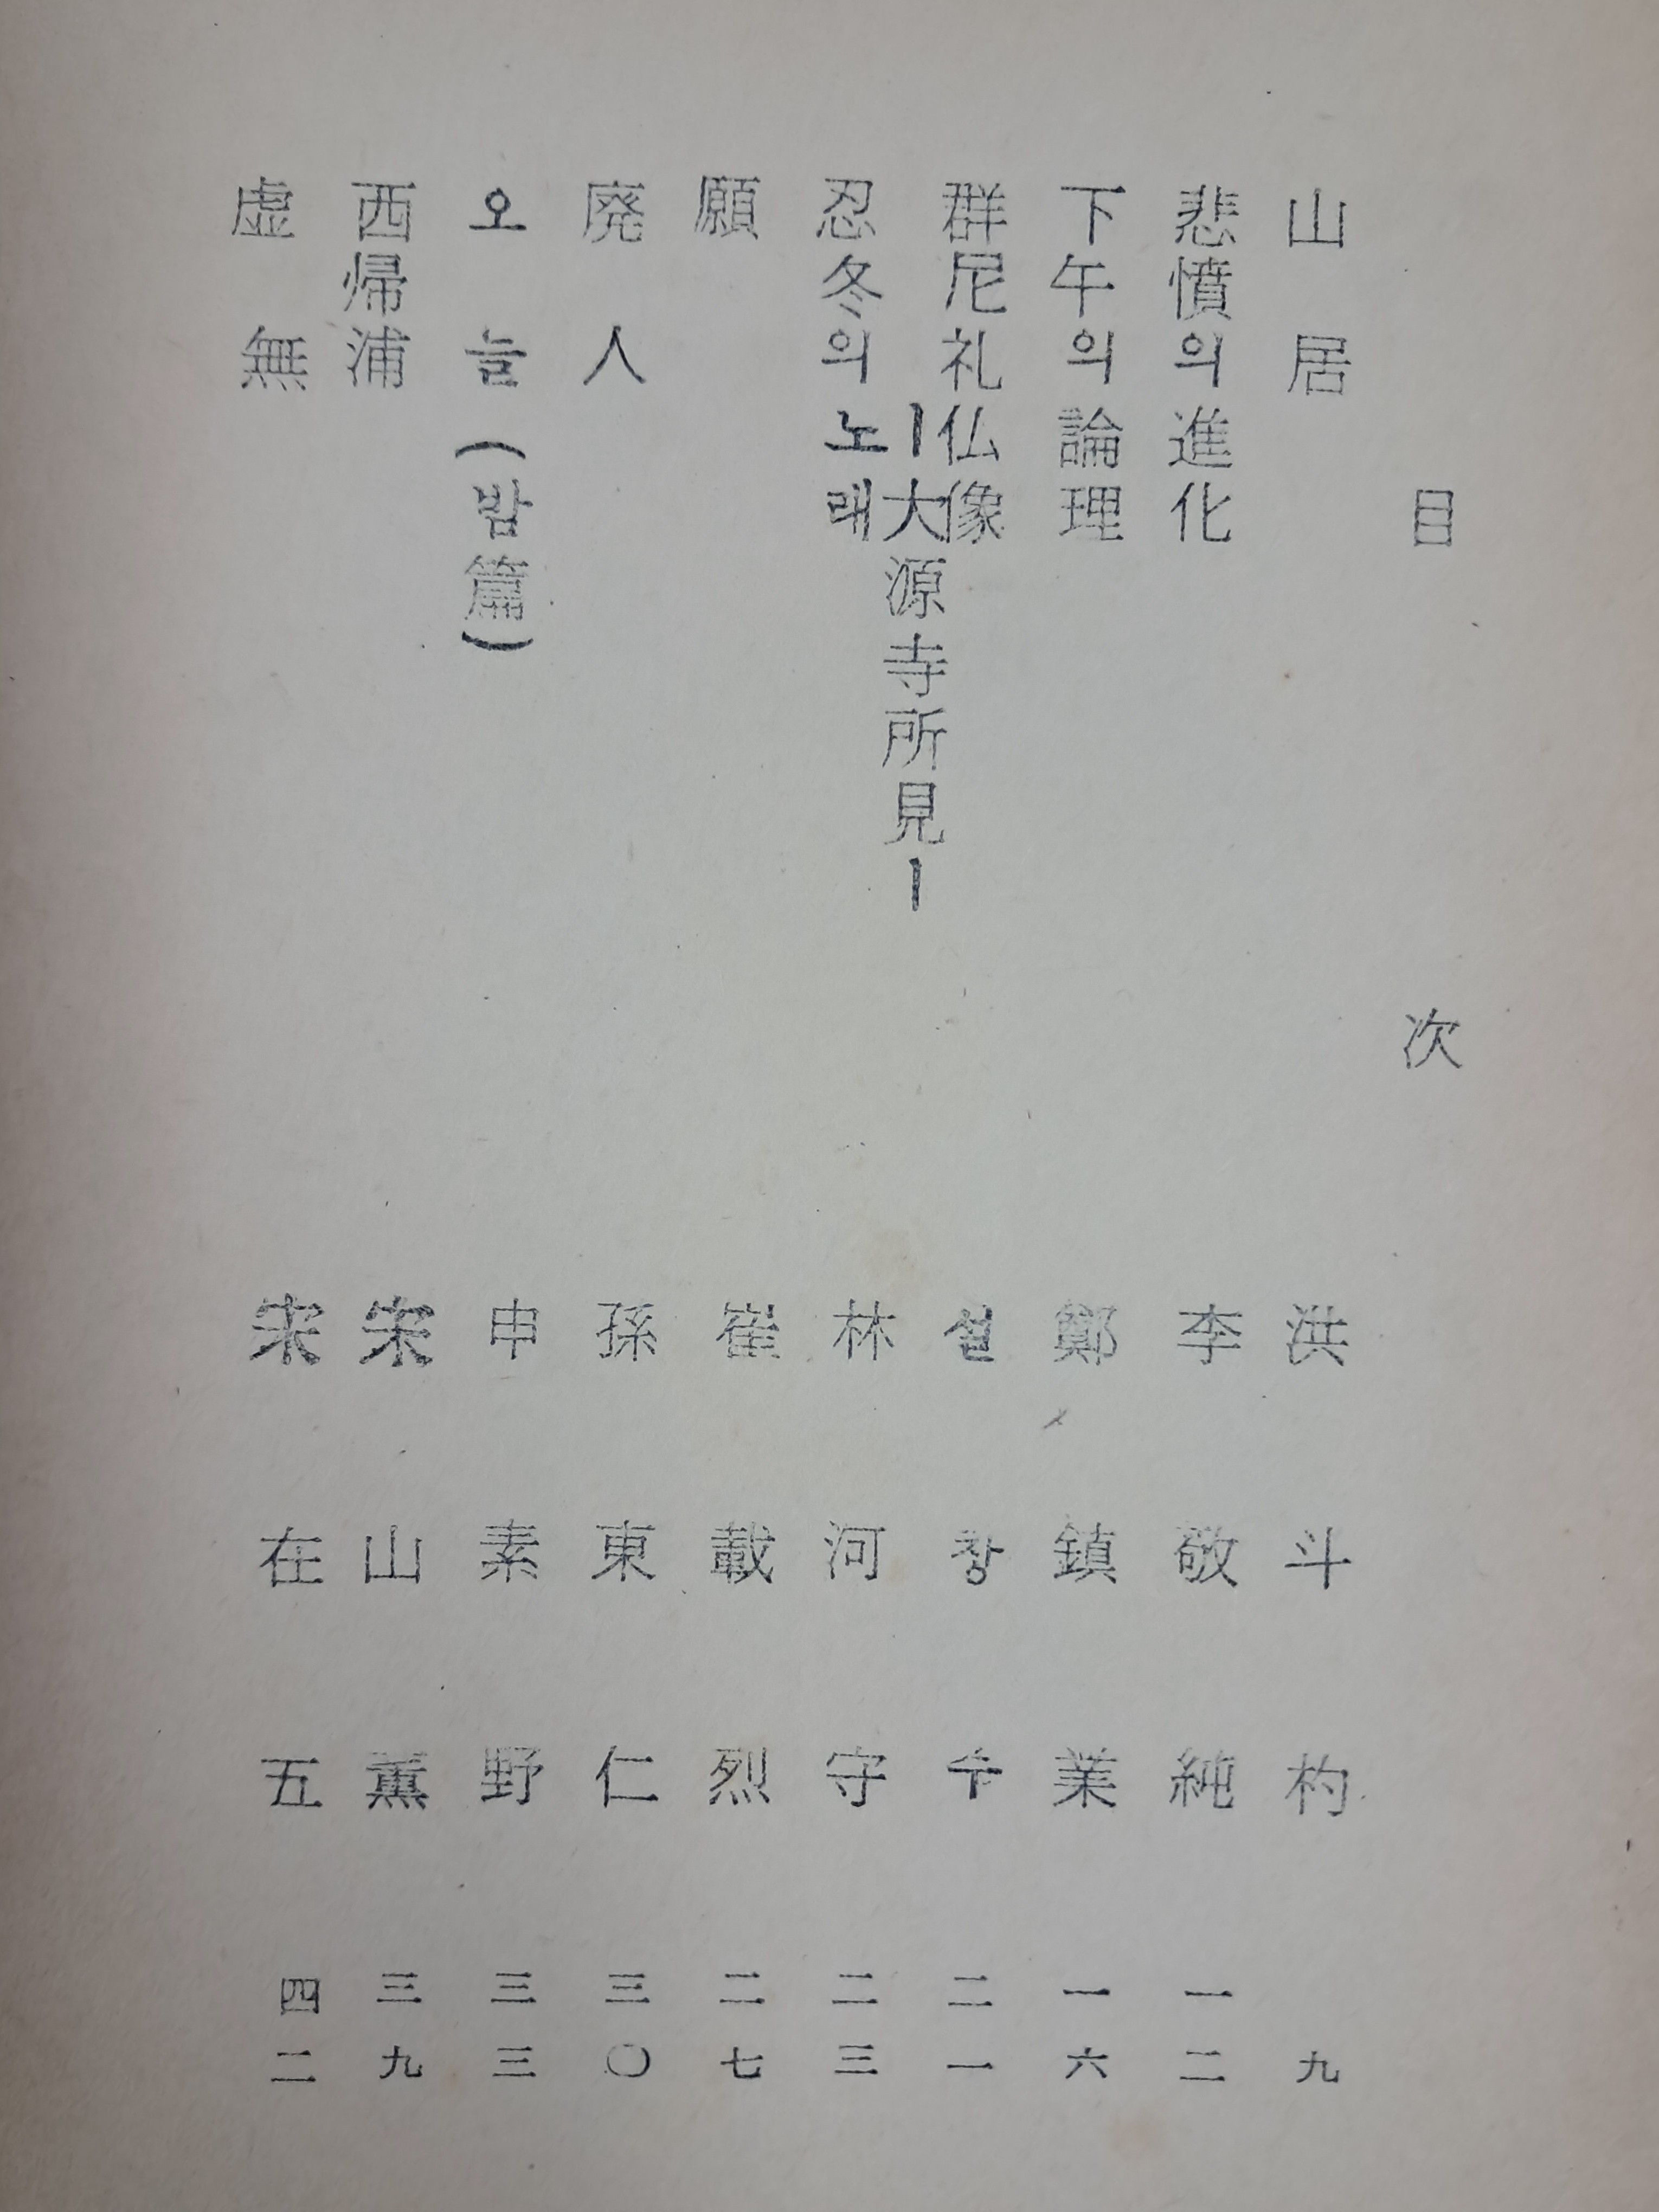 目次
山居 洪斗杓 九
悲憤의進化 李敬純 一二
下午의論理 鄭鎮業 一六
群尼礼仏像 설창수 二一
ー大源寺所見ー
忍冬의노래 林河守 二三
願 崔載烈 二七
廃人 孫東仁 三〇
오늘(밤篇) 申素野 三三
西帰浦 宋山薫 三九
虚無 宋在五 四二